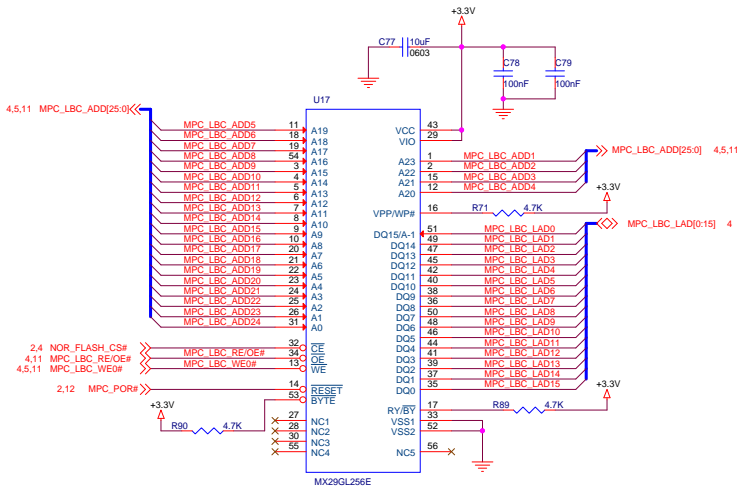 +3.3V
C77 10uF
0603
C78 C79
100nF 100nF
U17
4,5,11 MPC_LBC_ADD[25:0]
MPC_LBC_ADD5 11 A19
MPC_LBC_ADD6 18 A18
MPC_LBC_ADD7 19 A17
MPC_LBC_ADD8 54 A16
MPC_LBC_ADD9 3 A15
MPC_LBC_ADD10 4 A14
MPC_LBC_ADD11 5 A13
MPC_LBC_ADD12 6 A12
MPC_LBC_ADD13 7 A11
MPC_LBC_ADD14 8 A10
MPC_LBC_ADD15 9 A9
MPC_LBC_ADD16 10 A8
MPC_LBC_ADD17 20 A7
MPC_LBC_ADD18 21 A6
MPC_LBC_ADD19 22 A5
MPC_LBC_ADD20 23 A4
MPC_LBC_ADD21 24 A3
MPC_LBC_ADD22 25 A2
MPC_LBC_ADD23 26 A1
MPC_LBC_ADD24 31 A0
2,4 NOR_FLASH_CS# 32 CE
4,11 MPC_LBC_RE/OE# MPC_LBC_RE/OE# 34 OE
4,5,11 MPC_LBC_WE0# MPC_LBC_WE0# 13 WE
2,12 MPC_POR# 14 RESET
53 BYTE
+3.3V
R90 4.7K
27 NC1
28 NC2
30 NC3
55 NC4
VCC 43
VIO 29
A23 1 MPC_LBC_ADD1
A22 2 MPC_LBC_ADD2
A21 15 MPC_LBC_ADD3
A20 12 MPC_LBC_ADD4
MPC_LBC_ADD[25:0] 4,5,11
+3.3V
VPP/WP# 16 R71 4.7K
DQ15/A-1 51 MPC_LBC_LAD0
DQ14 49 MPC_LBC_LAD1
DQ13 47 MPC_LBC_LAD2
DQ12 45 MPC_LBC_LAD3
DQ11 42 MPC_LBC_LAD4
DQ10 40 MPC_LBC_LAD5
DQ9 38 MPC_LBC_LAD6
DQ8 36 MPC_LBC_LAD7
DQ7 50 MPC_LBC_LAD8
DQ6 48 MPC_LBC_LAD9
DQ5 46 MPC_LBC_LAD10
DQ4 44 MPC_LBC_LAD11
DQ3 41 MPC_LBC_LAD12
DQ2 39 MPC_LBC_LAD13
DQ1 37 MPC_LBC_LAD14
DQ0 35 MPC_LBC_LAD15
MPC_LBC_LAD[0:15] 4
+3.3V
RY/BY 17 R89 4.7K
VSS1 33
VSS2 52
NC5 56
MX29GL256E